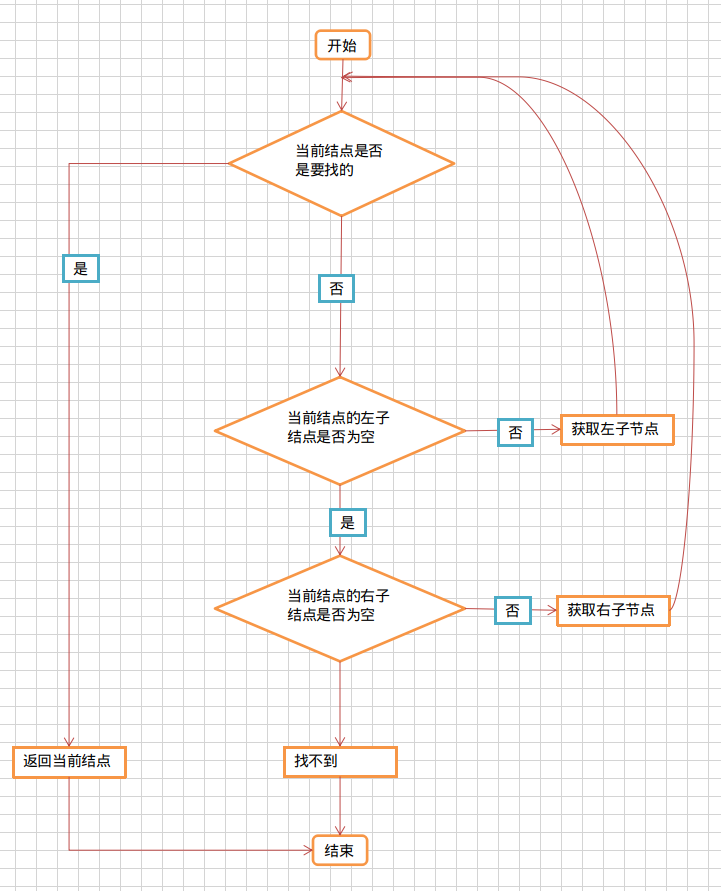 开始
当前结点是否
是要找的
是
否
当前结点的左子
结点是否为空
否
获取左子节点
是
当前结点的右子
结点是否为空
否
获取右子节点
返回当前结点
找不到
结束